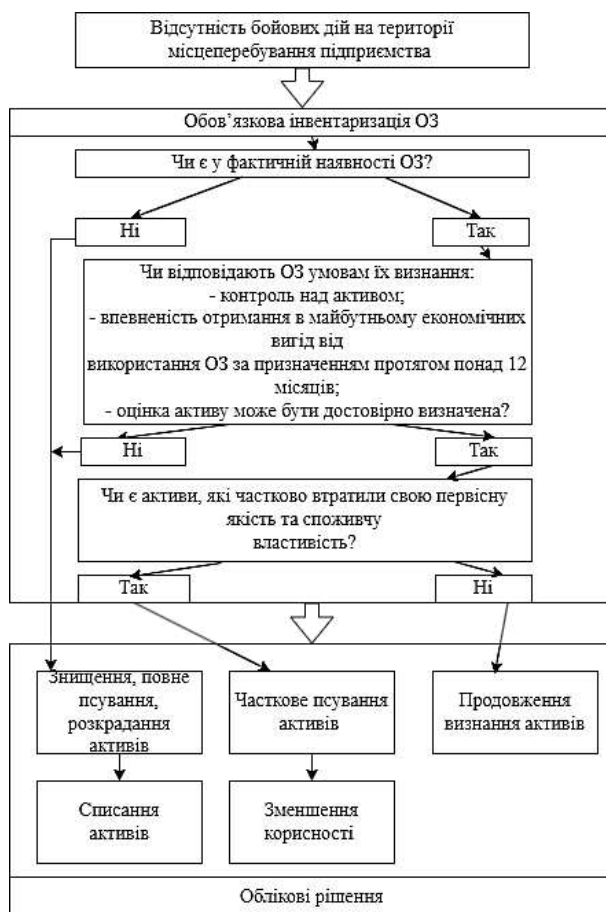 Відсутність бойових дій на території
місцеперебування підприємства
Обов’язкова інвентаризація ОЗ
Чи є у фактичній наявності ОЗ?
Ні
Так
Чи відповідають ОЗ умовам їх визнання:
- контроль над активом;
- впевненість отримання в майбутньому економічних
вигід від
використання ОЗ за призначенням протягом понад 12
місяців;
- оцінка активу може бути достовірно визначена?
Ні
Так
Чи є активи, які частково втратили свою первісну
якість та споживчу
властивість?
Так
Ні
Знищення, повне
псування,
розкрадання
активів
Часткове псування
активів
Продовження
визнання активів
Списання
активів
Зменшення
корисності
Облікові рішення